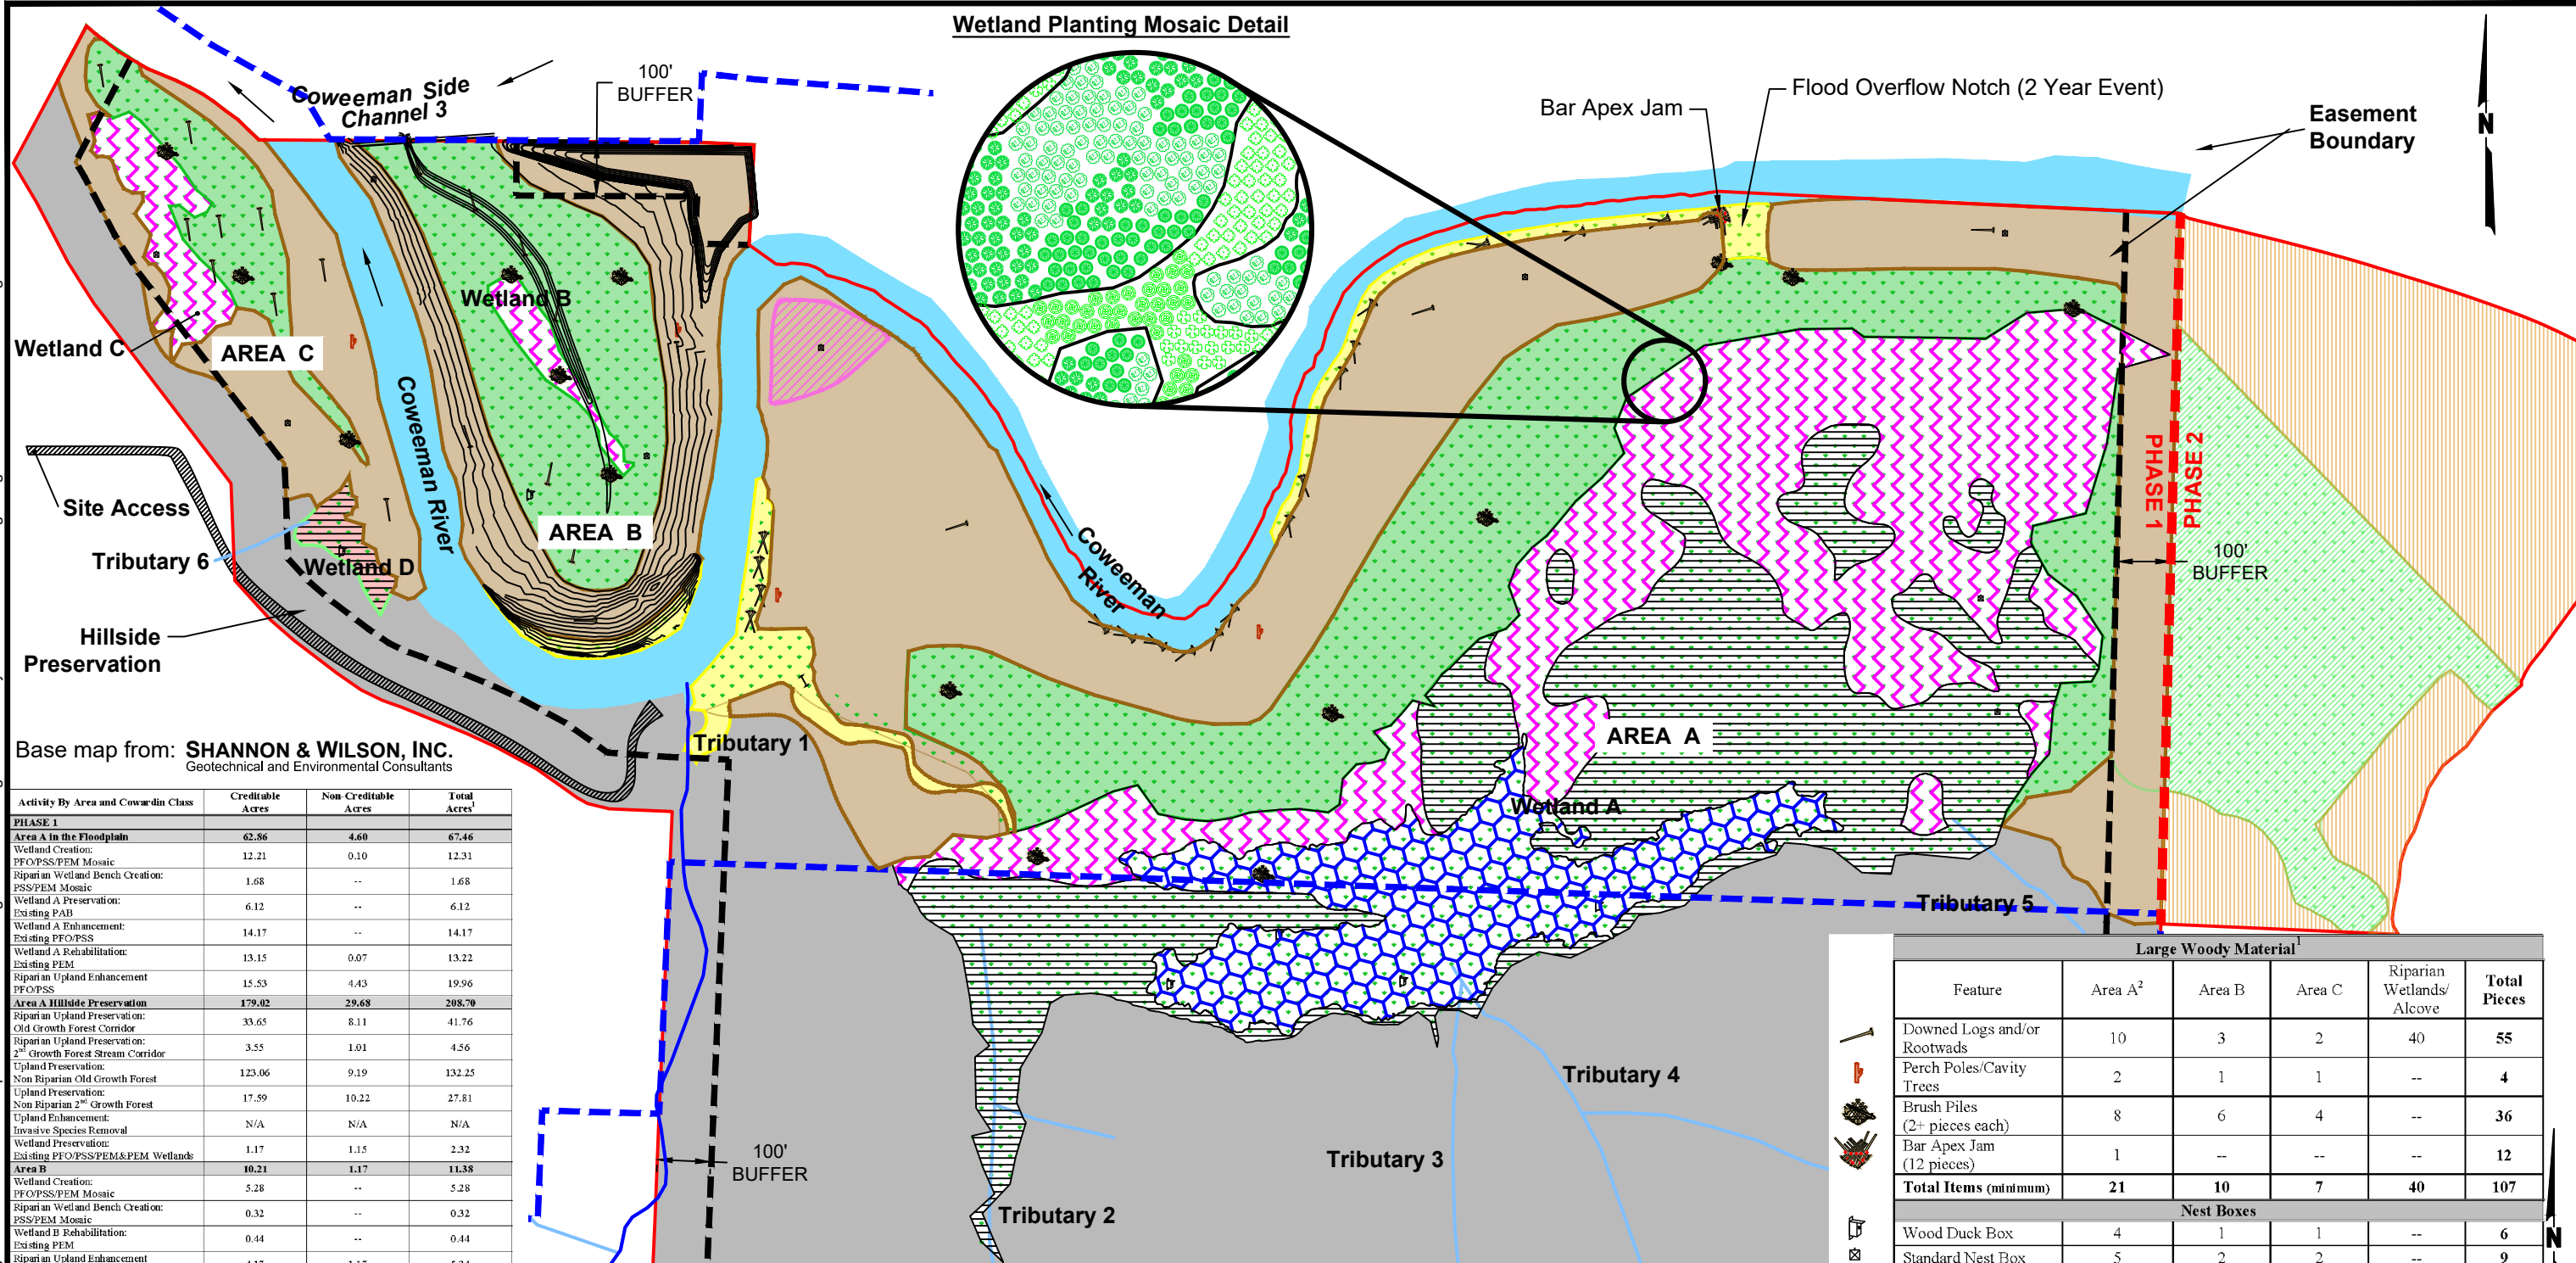 Wetland Planting Mosaic Detail
Coweeman Side
Channel 3
100'
BUFFER
Bar Apex Jam
Flood Overflow Notch (2 Year Event)
Easement
Boundary
N
Wetland B
Wetland C
AREA C
Coweeman River
Site Access
AREA B
Tributary 6
Wetland D
Hillside
Preservation
Coweeman
River
PHASE 1
PHASE 2
100'
BUFFER
Tributary 1
AREA A
Wetland A
Base map from: SHANNON & WILSON, INC.
Geotechnical and Environmental Consultants
Tributary 5
Tributary 4
Tributary 3
Tributary 2
100'
BUFFER
Activity By Area and Cowardin Class Creditable Acres Non-Creditable Acres Total Acres1
PHASE 1
Area A in the Floodplain 62.86 4.60 67.46
Wetland Creation:
PFO/PSS/PEM Mosaic 12.21 0.10 12.31
Riparian Wetland Bench Creation:
PSS/PEM Mosaic 1.68 -- 1.68
Wetland A Preservation:
Existing PAB 6.12 -- 6.12
Wetland A Enhancement:
Existing PFO/PSS 14.17 -- 14.17
Wetland A Rehabilitation:
Existing PEM 13.15 0.07 13.22
Riparian Upland Enhancement
PFO/PSS 15.53 4.43 19.96
Area A Hillside Preservation 179.02 29.68 208.70
Riparian Upland Preservation:
Old Growth Forest Corridor 33.65 8.11 41.76
Riparian Upland Preservation:
2nd Growth Forest Stream Corridor 3.55 1.01 4.56
Upland Preservation:
Non Riparian Old Growth Forest 123.06 9.19 132.25
Upland Preservation:
Non Riparian 2nd Growth Forest 17.59 10.22 27.81
Upland Enhancement:
Invasive Species Removal N/A N/A N/A
Wetland Preservation:
Existing PFO/PSS/PEM&PEM Wetlands 1.17 1.15 2.32
Area B 10.21 1.17 11.38
Wetland Creation:
PFO/PSS/PEM Mosaic 5.28 -- 5.28
Riparian Wetland Bench Creation:
PSS/PEM Mosaic 0.32 -- 0.32
Wetland B Rehabilitation:
Existing PEM 0.44 -- 0.44
Riparian Upland Enhancement
Large Woody Material1
Feature Area A2 Area B Area C Riparian Wetlands/ Alcove Total Pieces
Downed Logs and/or
Rootwads 10 3 2 40 55
Perch Poles/Cavity
Trees 2 1 1 -- 4
Brush Piles
(2+ pieces each) 8 6 4 -- 36
Bar Apex Jam
(12 pieces) 1 -- -- -- 12
Total Items (minimum) 21 10 7 40 107
Nest Boxes
Wood Duck Box 4 1 1 -- 6
Standard Nest Box 5 2 2 -- 9
N